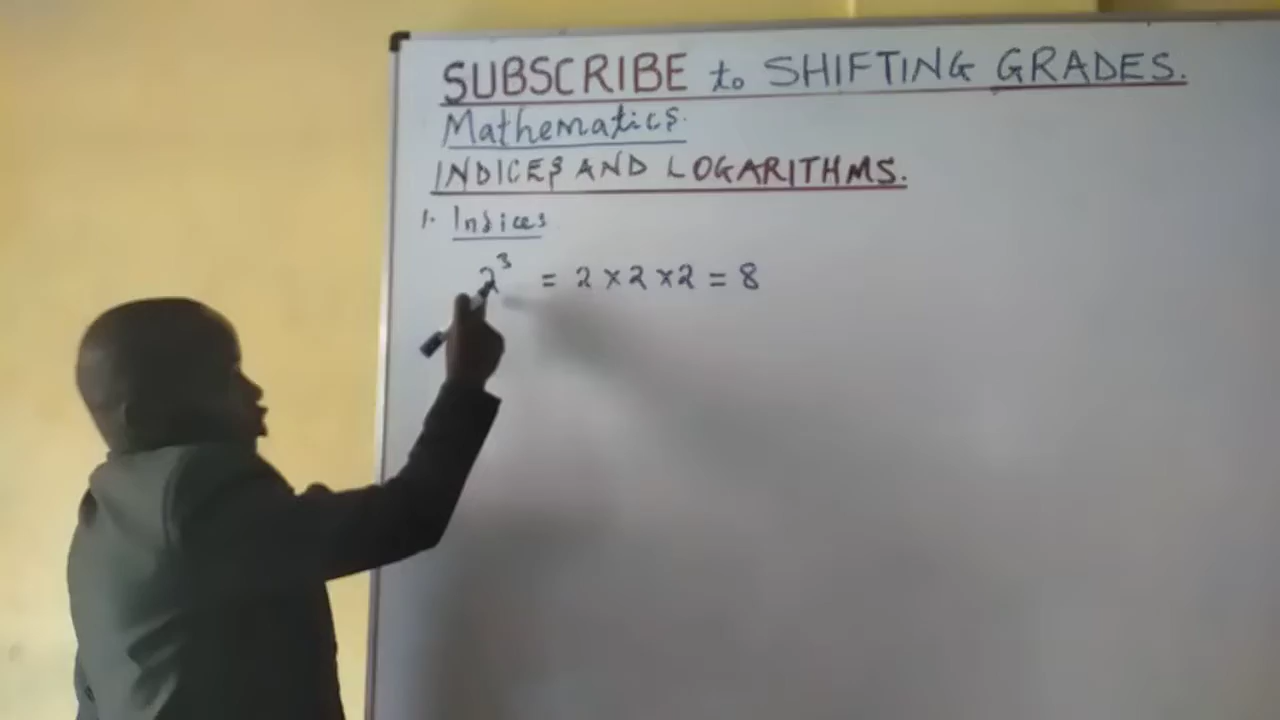 SUBSCRIBE to SHIFTING GRADES.
Mathematics.
INDICES AND LOGARITHMS.
1. Indices
2³ = 2 × 2 × 2 = 8